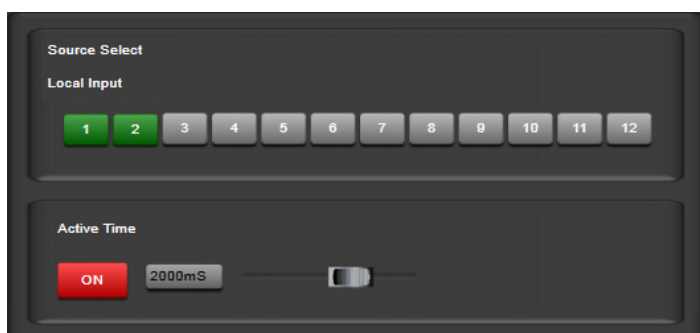 Source Select
Local Input
1 2 3 4 5 6 7 8 9 10 11 12
Active Time
ON 2000mS